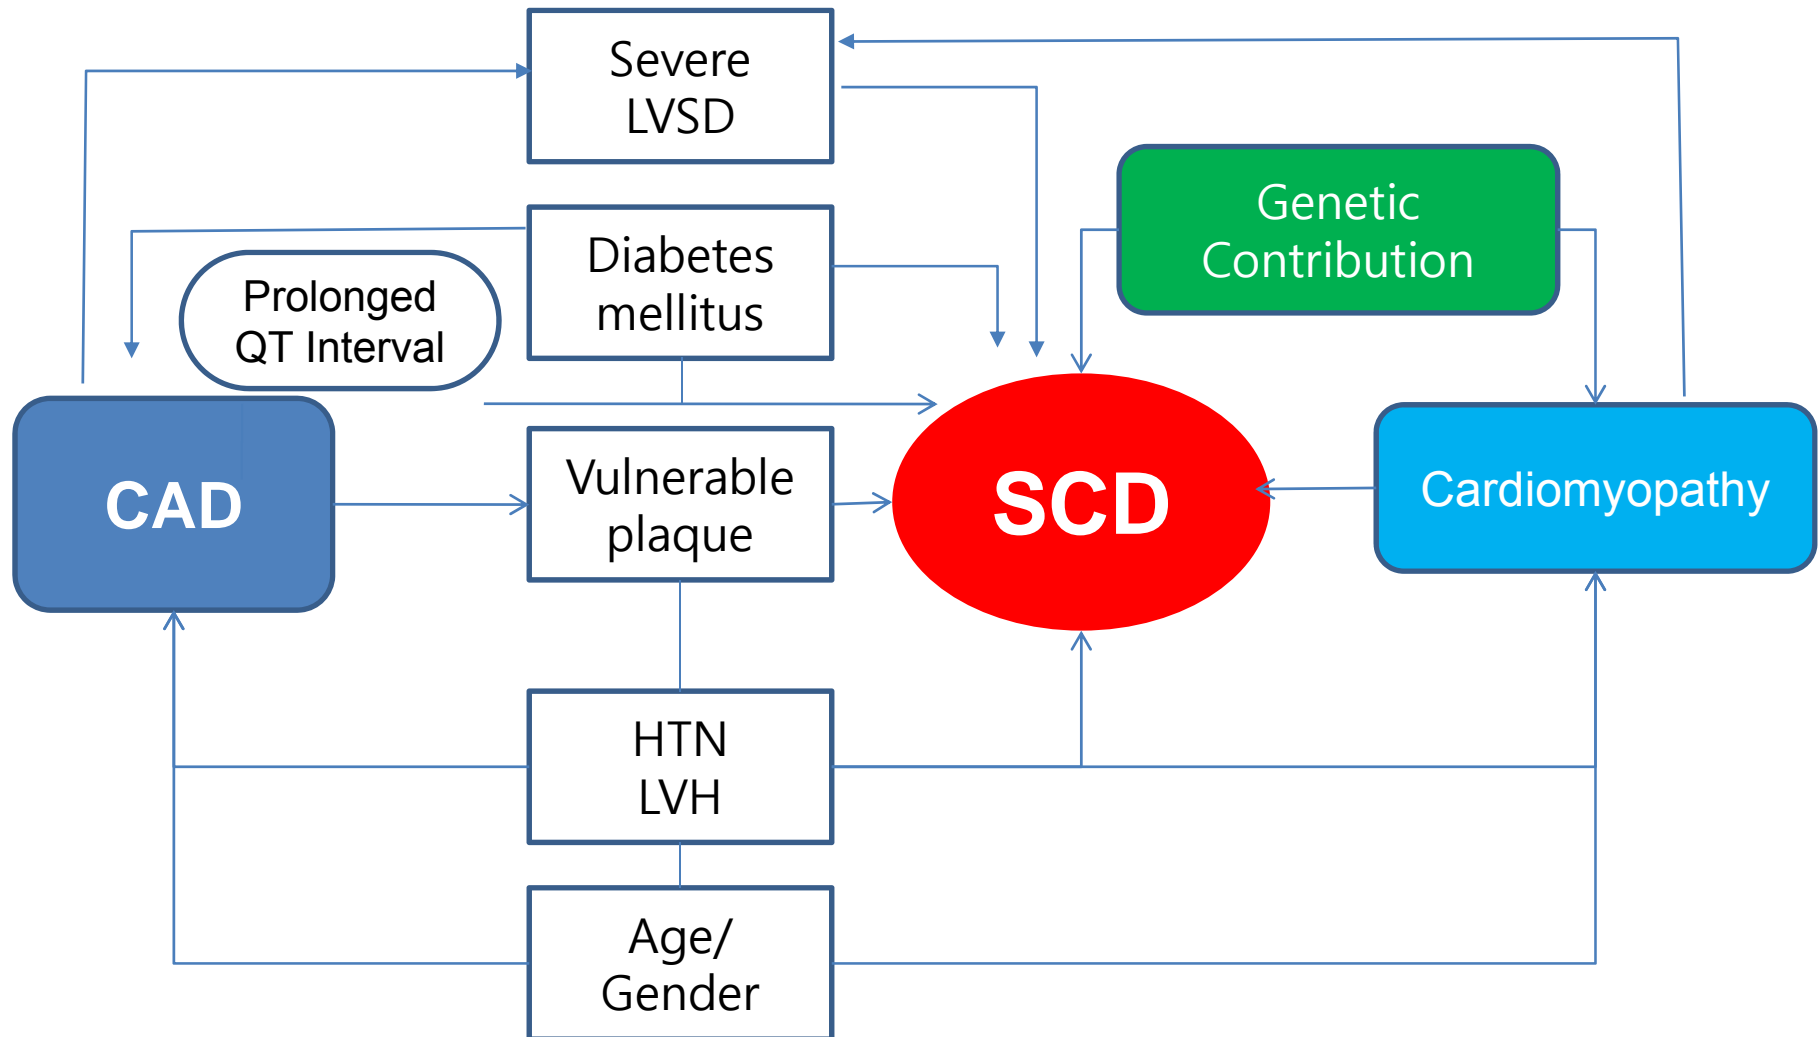 Severe
LVSD
Genetic
Contribution
Diabetes
mellitus
Prolonged
QT Interval
CAD
Vulnerable
plaque
SCD
Cardiomyopathy
HTN
LVH
Age/
Gender